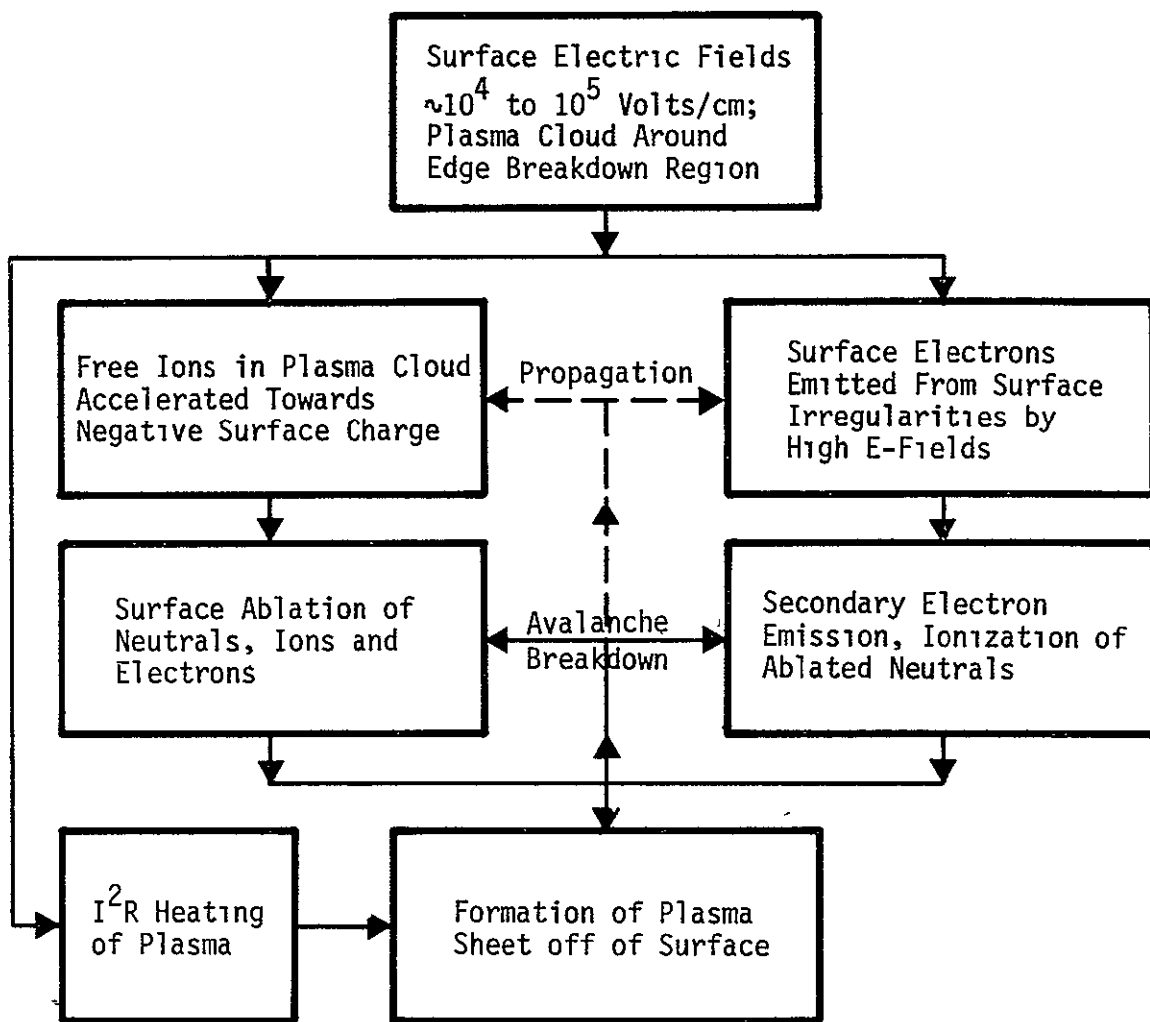 Surface Electric Fields
~10^4 to 10^5 Volts/cm;
Plasma Cloud Around
Edge Breakdown Region
Free Ions in Plasma Cloud
Accelerated Towards
Negative Surface Charge
Propagation
Surface Electrons
Emitted From Surface
Irregularities by
High E-Fields
Surface Ablation of
Neutrals, Ions and
Electrons
Avalanche
Breakdown
Secondary Electron
Emission, Ionization of
Ablated Neutrals
I^2R Heating
of Plasma
Formation of Plasma
Sheet off of Surface